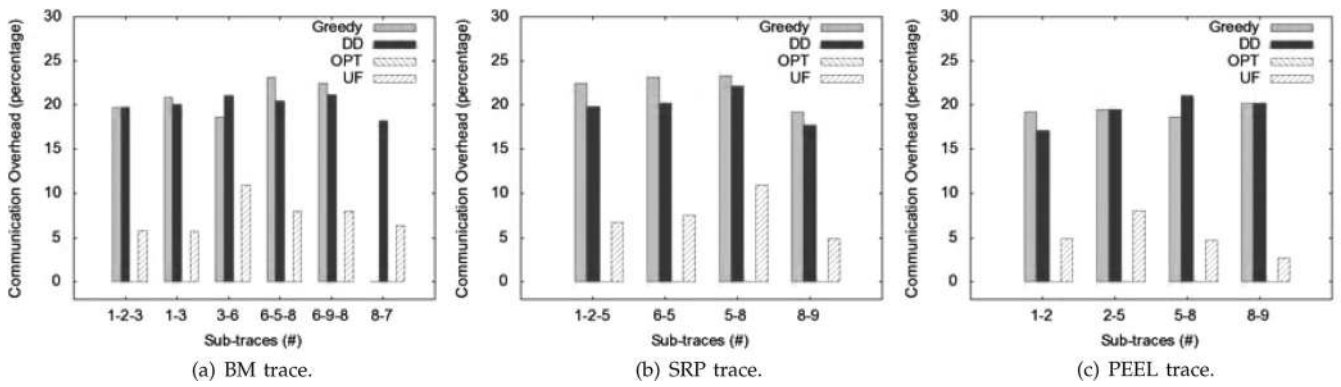 Communication Overhead (percentage)
30
25
20
15
10
5
0
Greedy
DD
OPT
UF
1-2-3 1-3 3-6 6-5-8 6-9-8 8-7
Sub-traces (#)
(a) BM trace.
Communication Overhead (percentage)
30
25
20
15
10
5
0
Greedy
DD
OPT
UF
1-2-5 6-5 5-8 8-9
Sub-traces (#)
(b) SRP trace.
Communication Overhead (percentage)
30
25
20
15
10
5
0
Greedy
DD
OPT
UF
1-2 2-5 5-8 8-9
Sub-traces (#)
(c) PEEL trace.